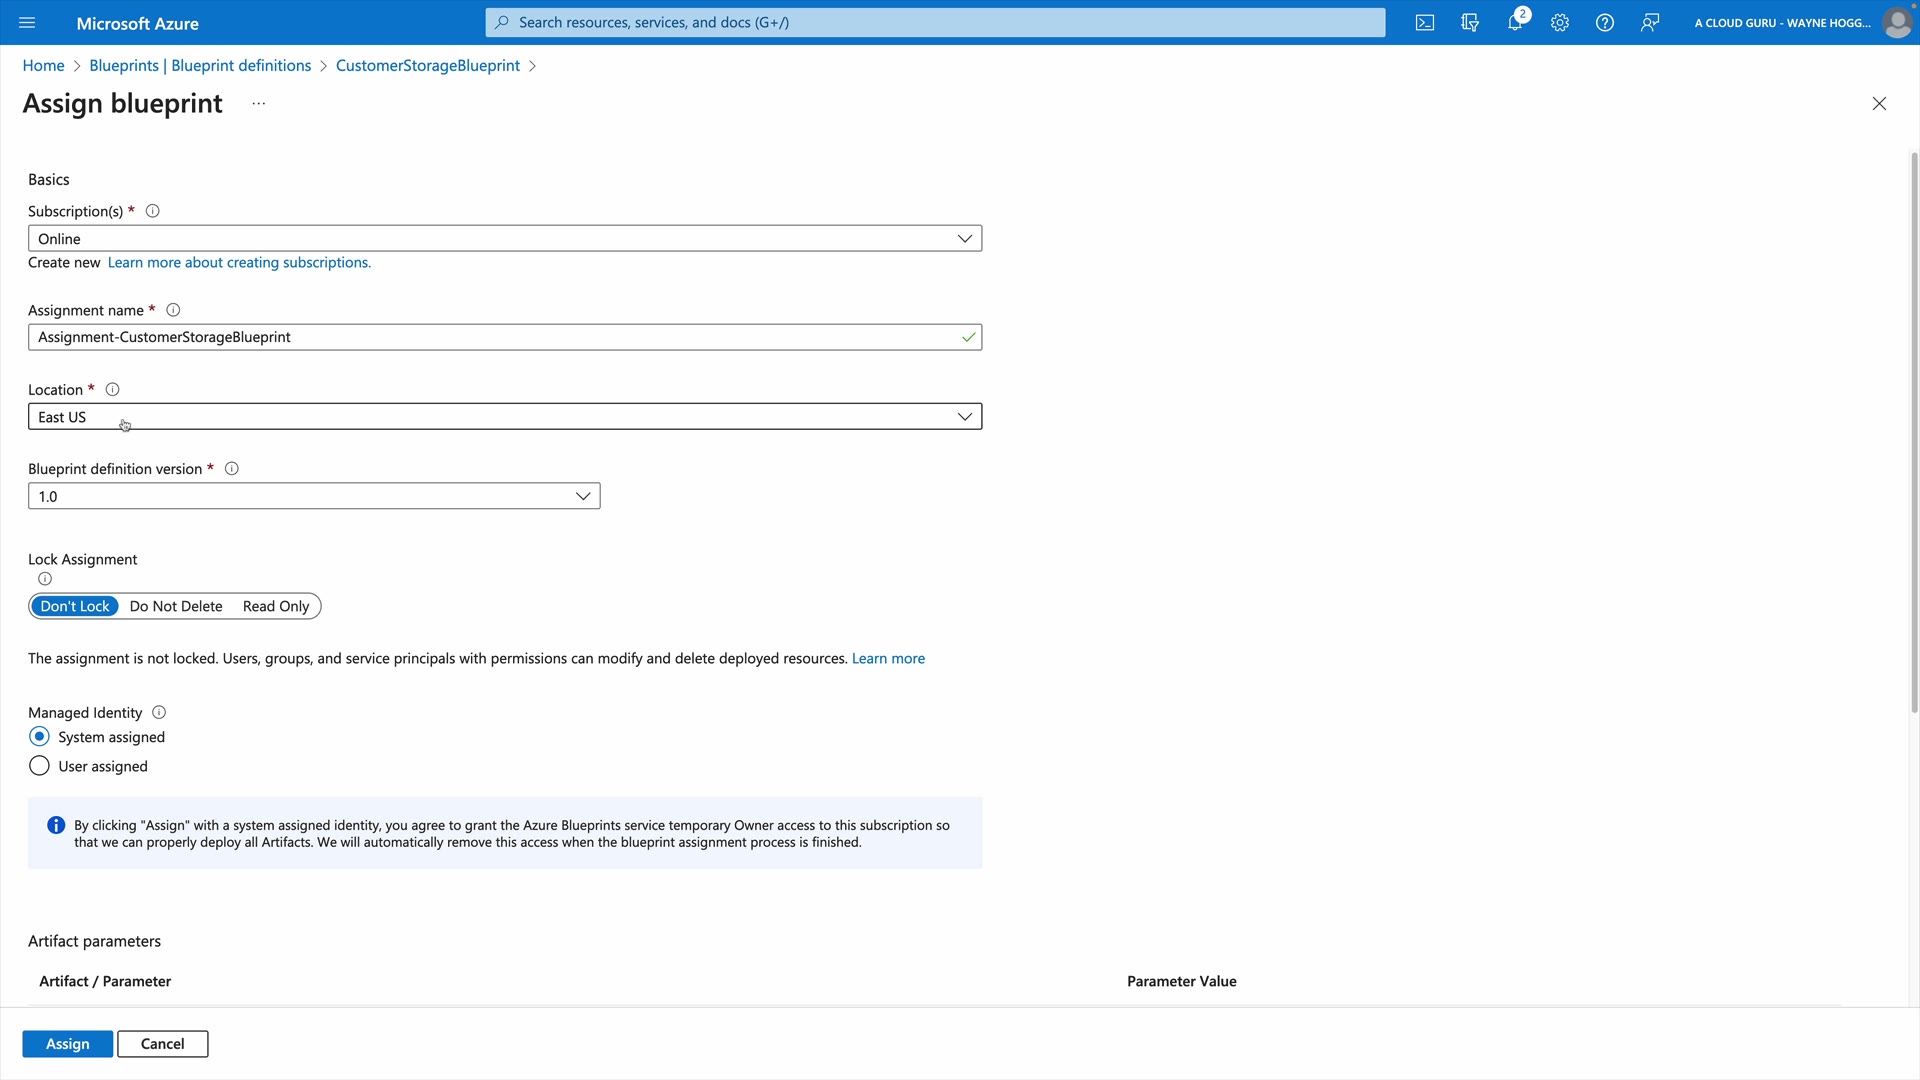 Microsoft Azure
Search resources, services, and docs (G+/)
2
A CLOUD GURU - WAYNE HOGG...
Home > Blueprints | Blueprint definitions > CustomerStorageBlueprint >
Assign blueprint ...
Basics
Subscription(s) *
Online
Create new Learn more about creating subscriptions.
Assignment name *
Assignment-CustomerStorageBlueprint
Location *
East US
Blueprint definition version *
1.0
Lock Assignment
Don't Lock Do Not Delete Read Only
The assignment is not locked. Users, groups, and service principals with permissions can modify and delete deployed resources. Learn more
Managed Identity
System assigned
User assigned
By clicking "Assign" with a system assigned identity, you agree to grant the Azure Blueprints service temporary Owner access to this subscription so
that we can properly deploy all Artifacts. We will automatically remove this access when the blueprint assignment process is finished.
Artifact parameters
Artifact / Parameter Parameter Value
Assign Cancel